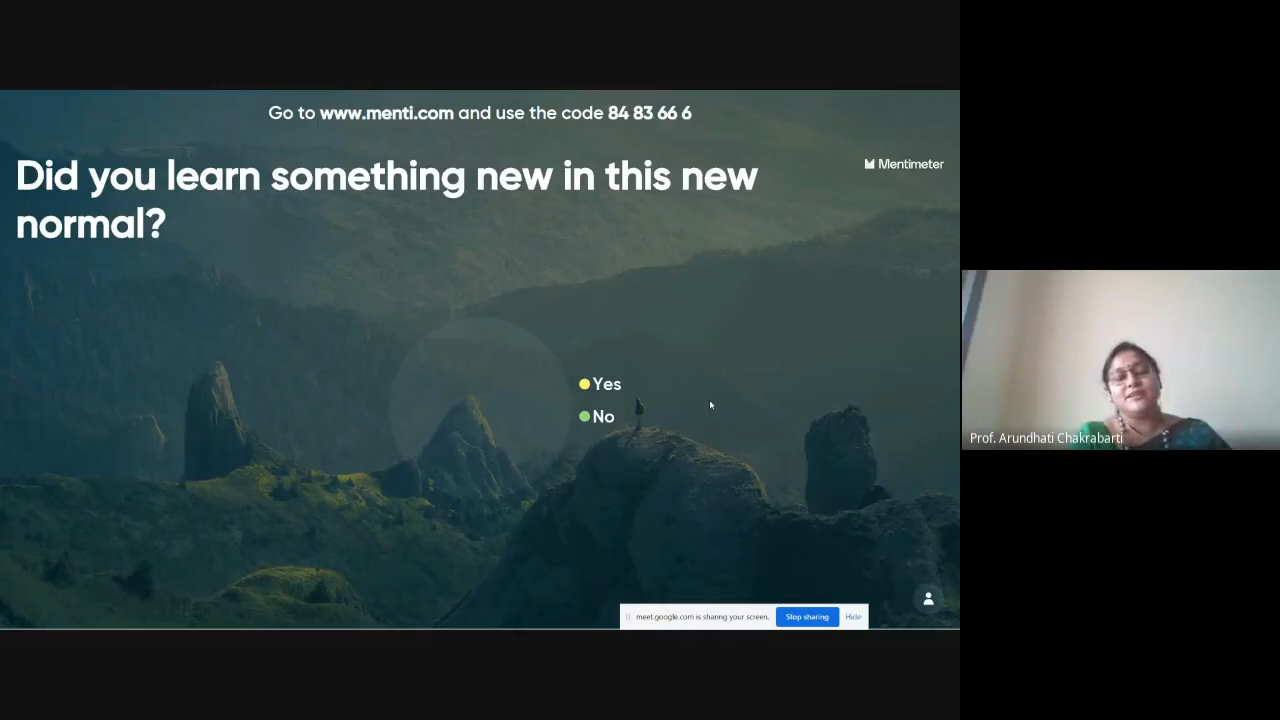 Go to www.menti.com and use the code 84 83 66 6
Mentimeter
Did you learn something new in this new
normal?
Yes
No
Prof. Arundhati Chakrabarti
meet.google.com is sharing your screen.
Stop sharing
Hide